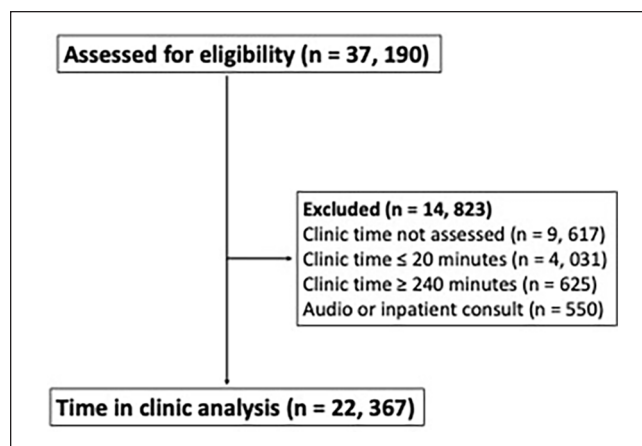 Assessed for eligibility (n = 37, 190)
Excluded (n = 14, 823)
Clinic time not assessed (n = 9, 617)
Clinic time ≤ 20 minutes (n = 4, 031)
Clinic time ≥ 240 minutes (n = 625)
Audio or inpatient consult (n = 550)
Time in clinic analysis (n = 22, 367)